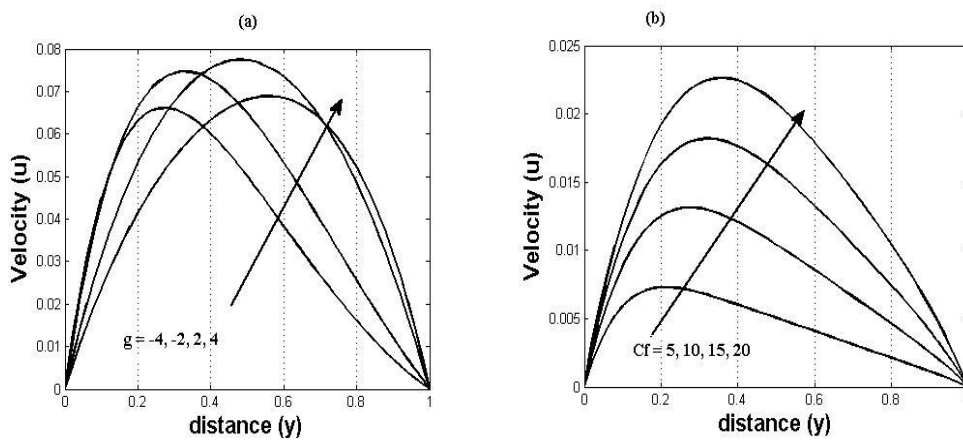 (a)
0.08
0.07
0.06
0.05
0.04
0.03
0.02
0.01
0
0 0.2 0.4 0.6 0.8 1
Velocity (u)
distance (y)
g = -4, -2, 2, 4
(b)
0.025
0.02
0.015
0.01
0.005
0
0 0.2 0.4 0.6 0.8
Velocity (u)
distance (y)
Cf = 5, 10, 15, 20